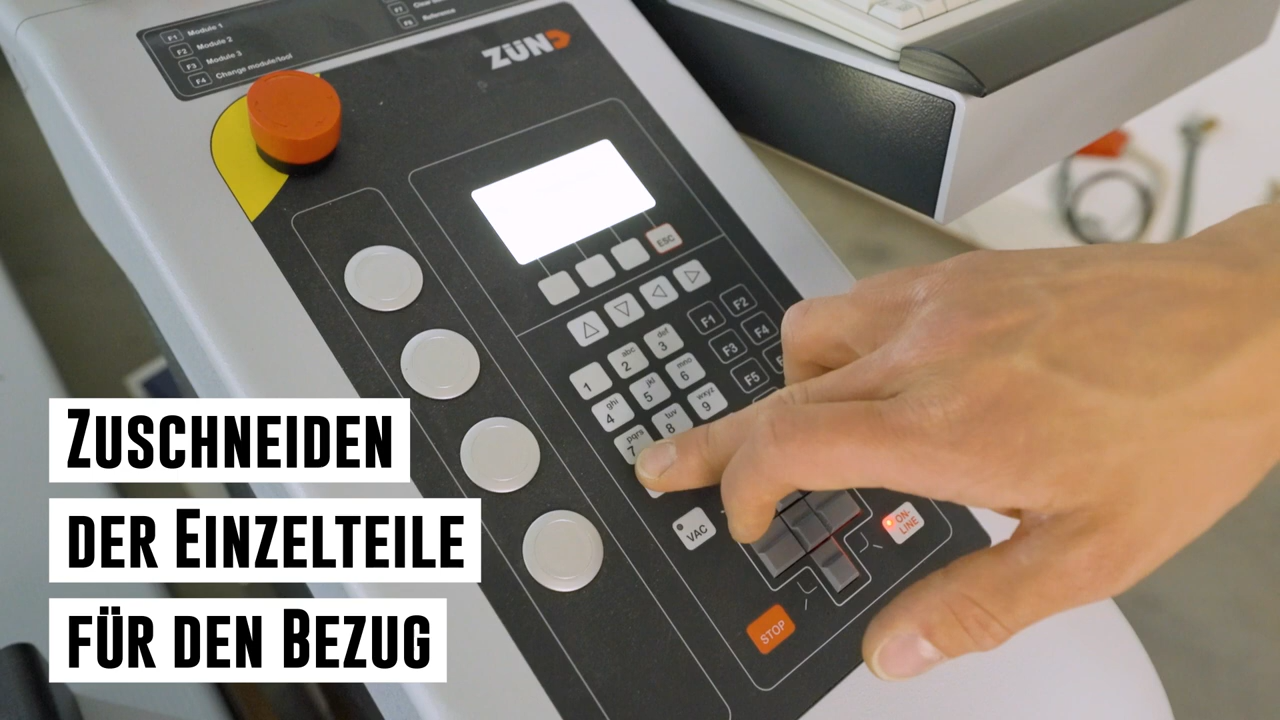 F1 Module 1
F2 Module 2
F3 Module 3
F4 Change module/tool
F7 Clear
F8 Reference
ZÜND
ESC
F1 F2
F3 F4
F5
1
abc 2
def 3
ghi 4
jkl 5
mno 6
pqrs 7
tuv 8
wxyz 9
VAC
ON-
LINE
STOP
Zuschneiden
der Einzelteile
für den Bezug